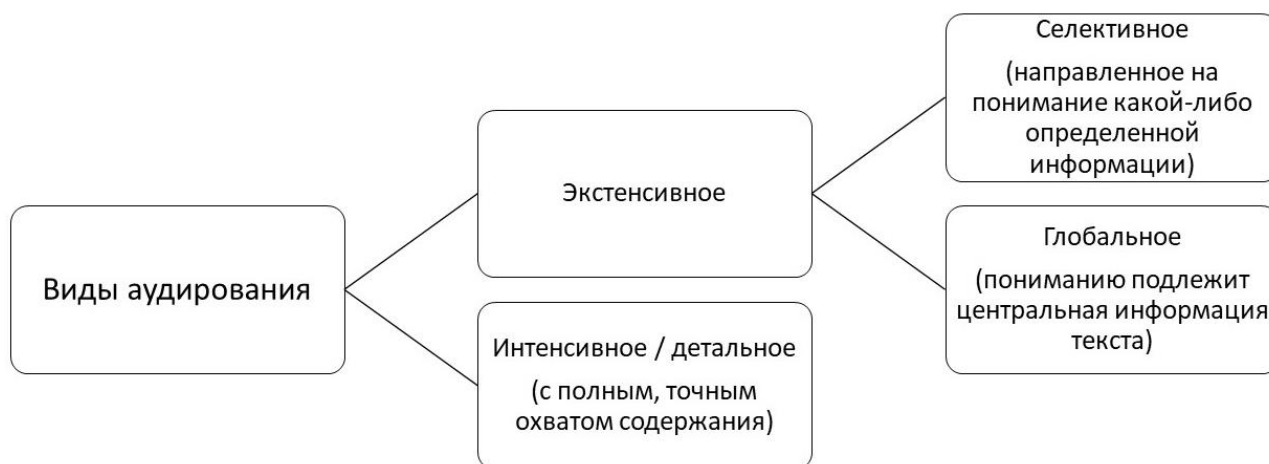 Виды аудирования
Экстенсивное
Интенсивное / детальное
(с полным, точным
охватом содержания)
Селективное
(направленное на
понимание какой-либо
определенной
информации)
Глобальное
(пониманию подлежит
центральная информация
текста)